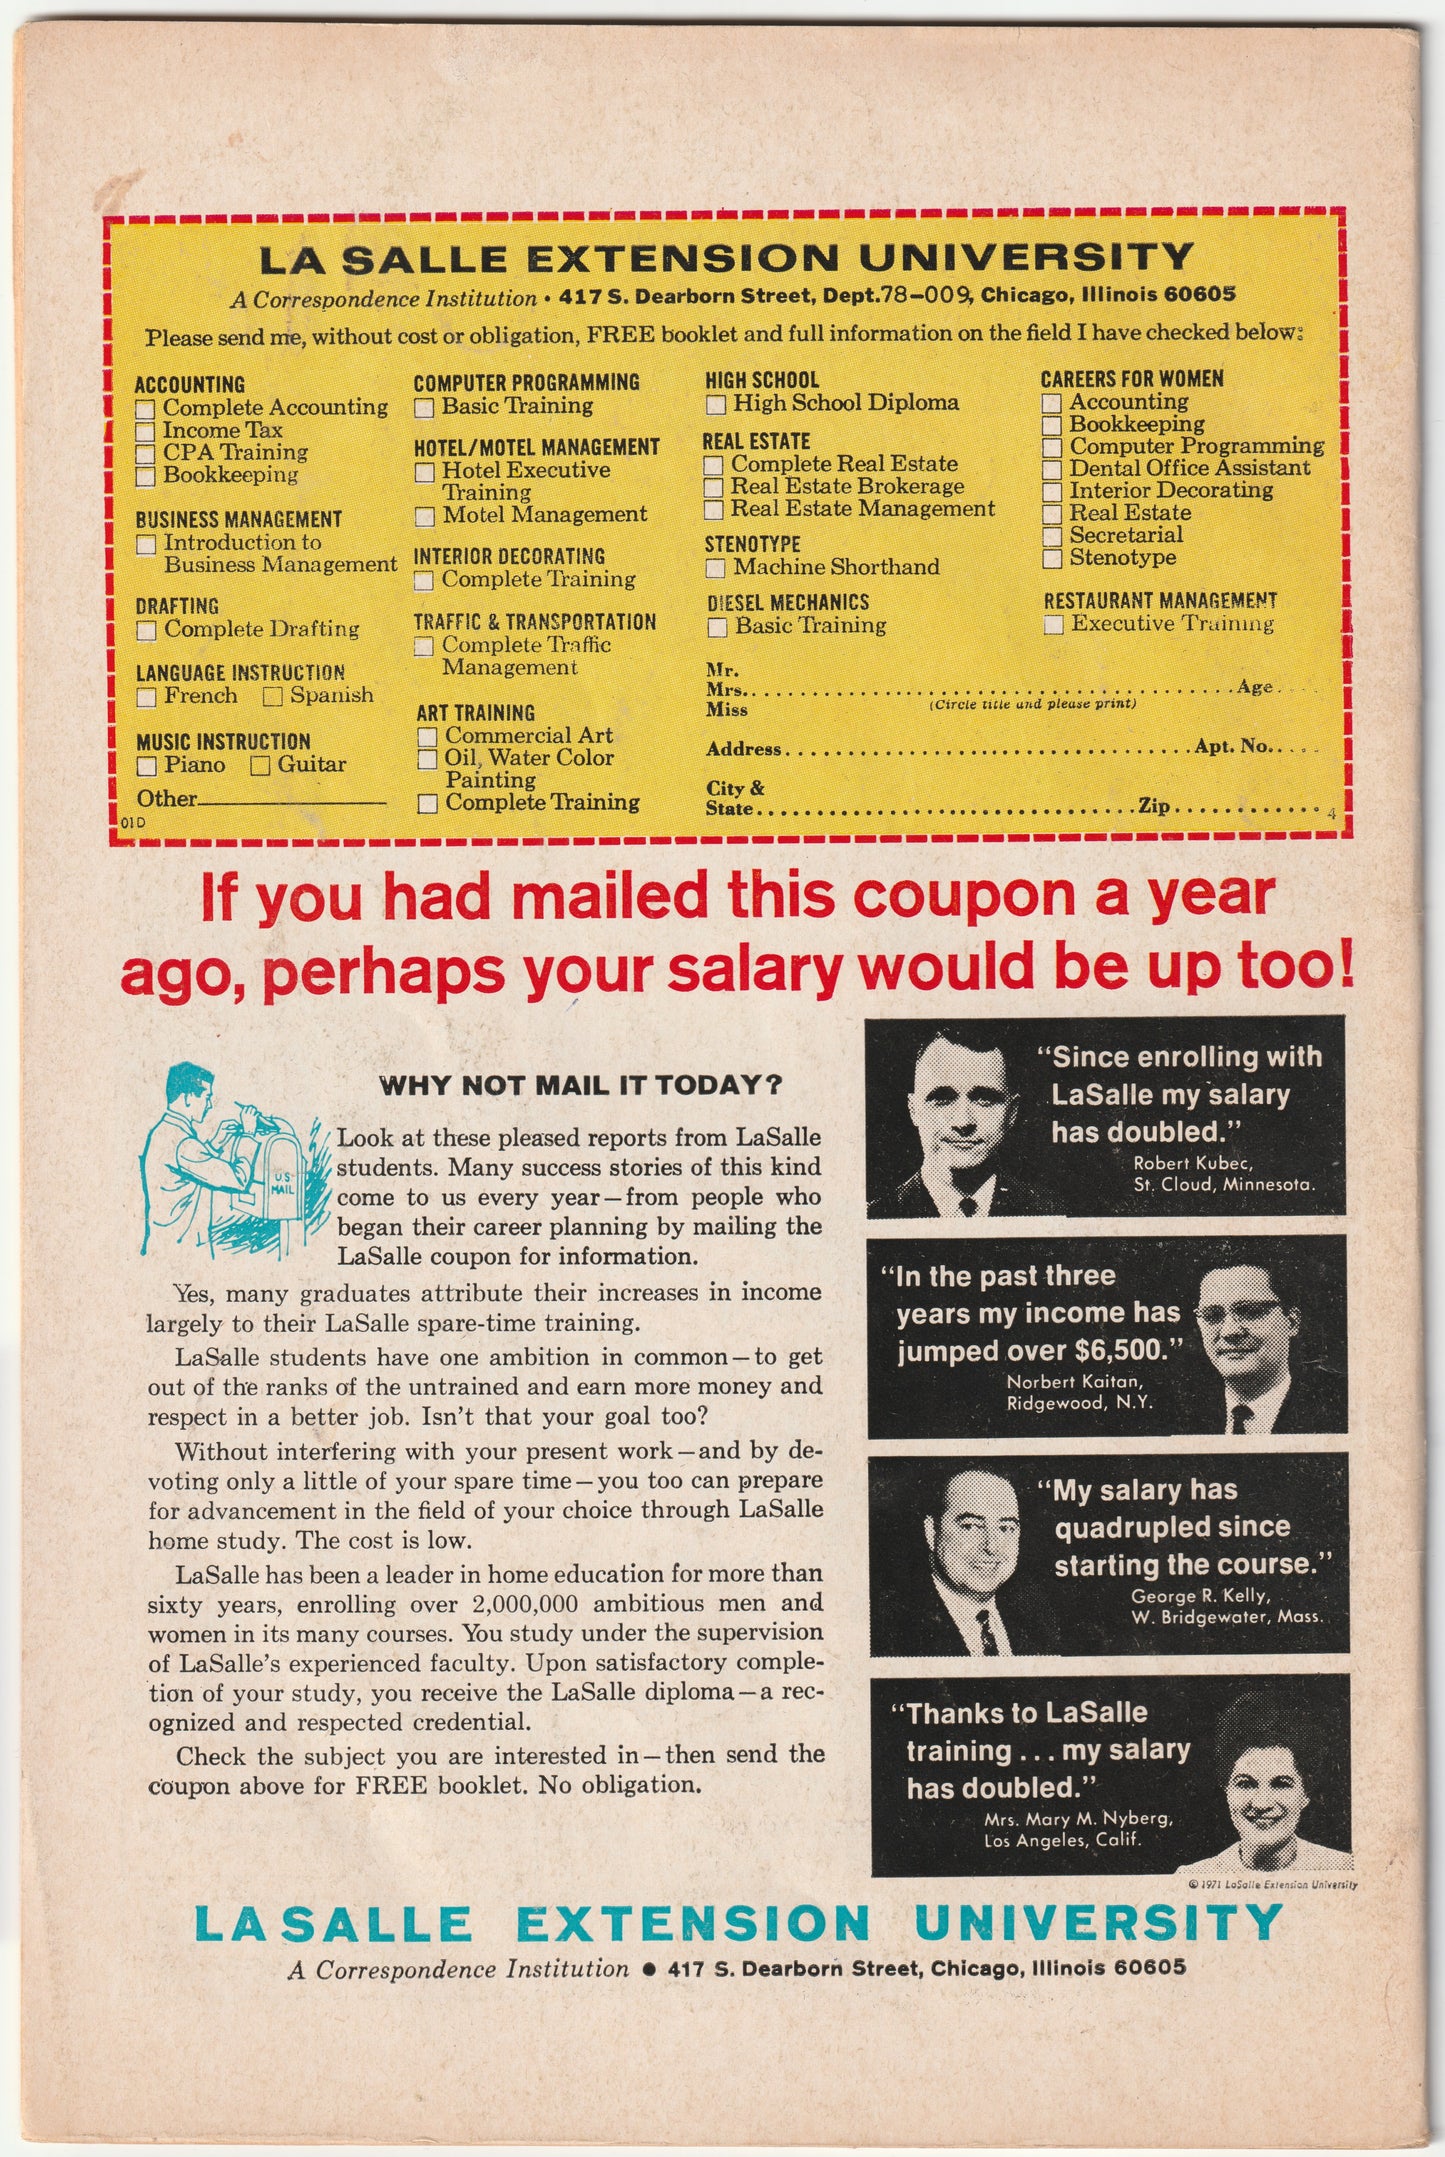 LA SALLE EXTENSION UNIVERSITY
A Correspondence Institution • 417 S. Dearborn Street, Dept.78-009, Chicago, Illinois 60605
Please send me, without cost or obligation, FREE booklet and full information on the field I have checked below:
ACCOUNTING
Complete Accounting
Income Tax
CPA Training
Bookkeeping
BUSINESS MANAGEMENT
Introduction to
Business Management
DRAFTING
Complete Drafting
LANGUAGE INSTRUCTION
French Spanish
MUSIC INSTRUCTION
Piano Guitar
Other
01D
COMPUTER PROGRAMMING
Basic Training
HOTEL/MOTEL MANAGEMENT
Hotel Executive
Training
Motel Management
INTERIOR DECORATING
Complete Training
TRAFFIC & TRANSPORTATION
Complete Traffic
Management
ART TRAINING
Commercial Art
Oil, Water Color
Painting
Complete Training
HIGH SCHOOL
High School Diploma
REAL ESTATE
Complete Real Estate
Real Estate Brokerage
Real Estate Management
STENOTYPE
Machine Shorthand
DIESEL MECHANICS
Basic Training
CAREERS FOR WOMEN
Accounting
Bookkeeping
Computer Programming
Dental Office Assistant
Interior Decorating
Real Estate
Secretarial
Stenotype
RESTAURANT MANAGEMENT
Executive Training
Mr.
Mrs. Age
Miss (Circle title and please print)
Address Apt. No.
City &
State Zip
4
If you had mailed this coupon a year
ago, perhaps your salary would be up too!
WHY NOT MAIL IT TODAY?
U.S.
MAIL
Look at these pleased reports from LaSalle
students. Many success stories of this kind
come to us every year—from people who
began their career planning by mailing the
LaSalle coupon for information.
Yes, many graduates attribute their increases in income
largely to their LaSalle spare-time training.
LaSalle students have one ambition in common—to get
out of the ranks of the untrained and earn more money and
respect in a better job. Isn't that your goal too?
Without interfering with your present work—and by de-
voting only a little of your spare time—you too can prepare
for advancement in the field of your choice through LaSalle
home study. The cost is low.
LaSalle has been a leader in home education for more than
sixty years, enrolling over 2,000,000 ambitious men and
women in its many courses. You study under the supervision
of LaSalle's experienced faculty. Upon satisfactory comple-
tion of your study, you receive the LaSalle diploma—a rec-
ognized and respected credential.
Check the subject you are interested in—then send the
coupon above for FREE booklet. No obligation.
“Since enrolling with
LaSalle my salary
has doubled.”
Robert Kubec,
St. Cloud, Minnesota.
“In the past three
years my income has
jumped over $6,500.”
Norbert Kaitan,
Ridgewood, N.Y.
“My salary has
quadrupled since
starting the course.”
George R. Kelly,
W. Bridgewater, Mass.
“Thanks to LaSalle
training ... my salary
has doubled.”
Mrs. Mary M. Nyberg,
Los Angeles, Calif.
© 1971 LaSalle Extension University
LASALLE EXTENSION UNIVERSITY
A Correspondence Institution • 417 S. Dearborn Street, Chicago, Illinois 60605